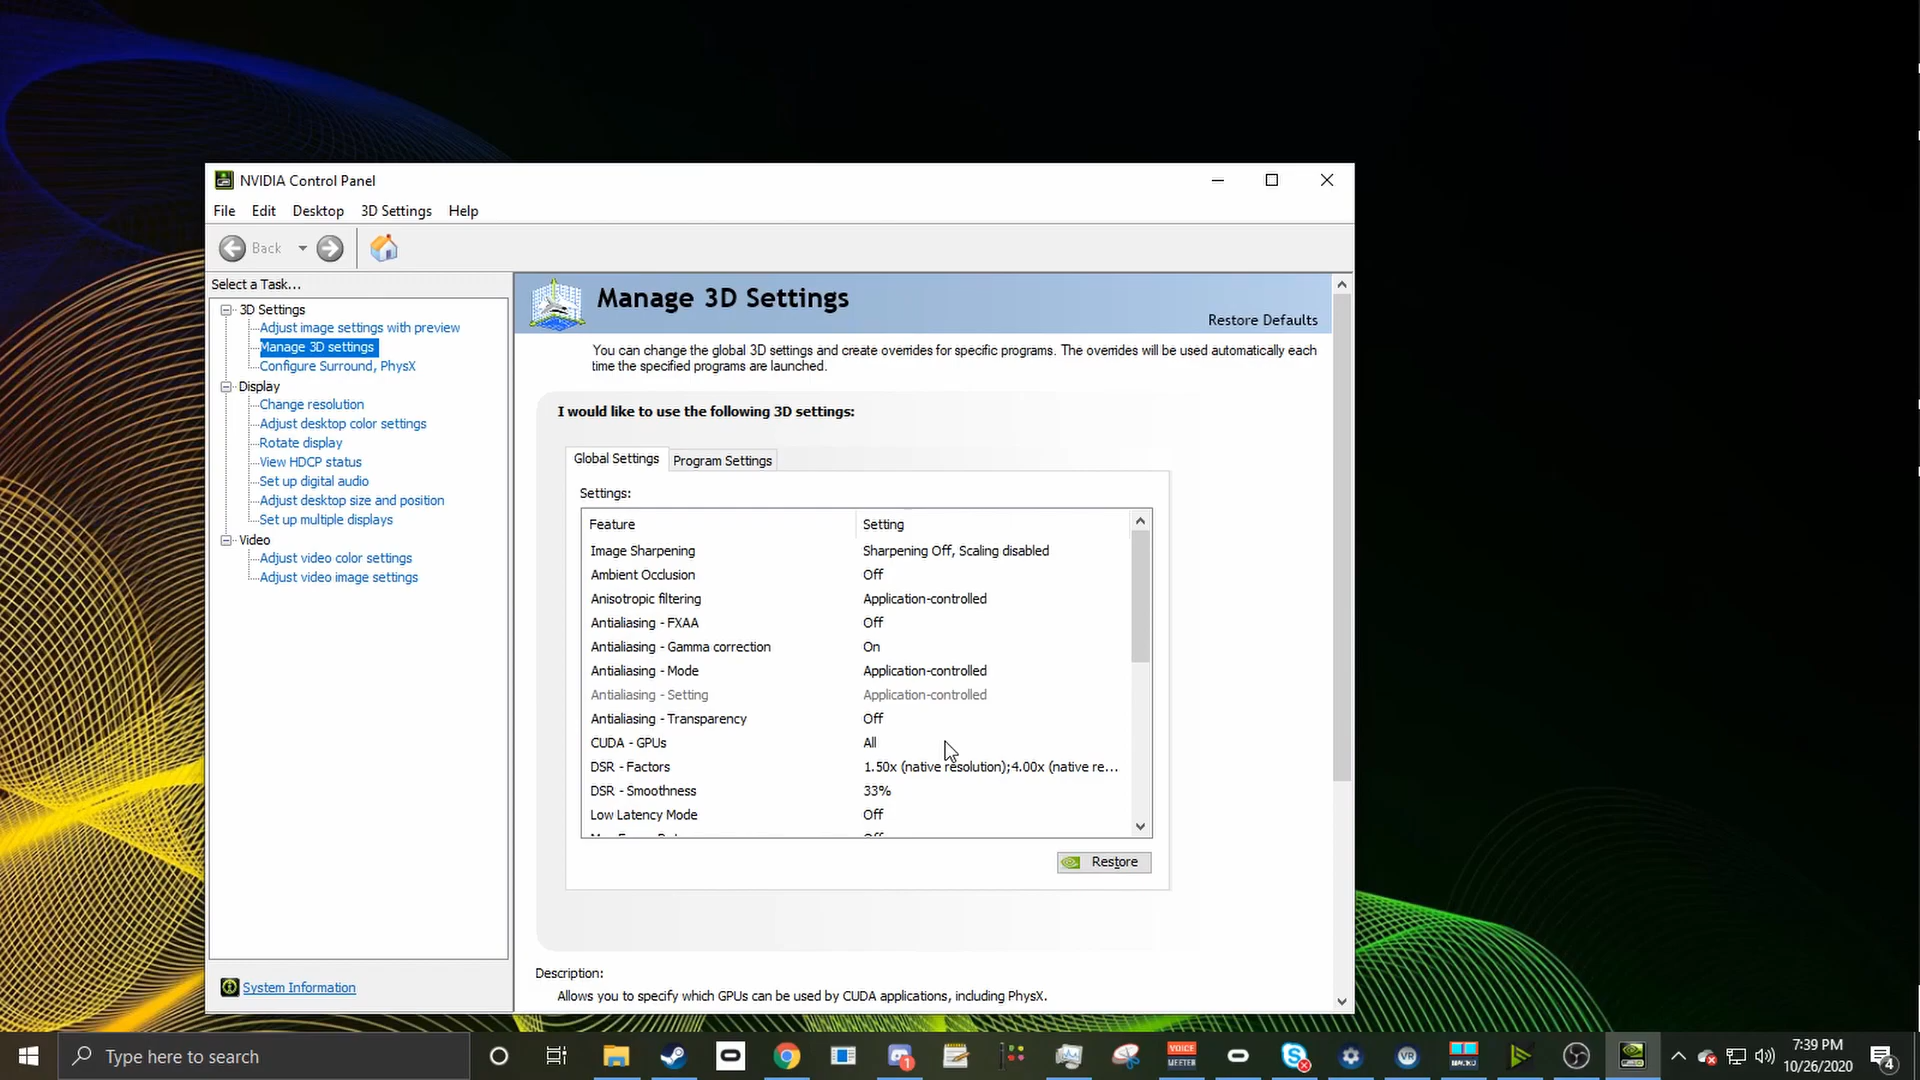 NVIDIA Control Panel
File Edit Desktop 3D Settings Help
Back
Select a Task...
3D Settings
Adjust image settings with preview
Manage 3D settings
Configure Surround, PhysX
Display
Change resolution
Adjust desktop color settings
Rotate display
View HDCP status
Set up digital audio
Adjust desktop size and position
Set up multiple displays
Video
Adjust video color settings
Adjust video image settings
System Information
Manage 3D Settings
Restore Defaults
You can change the global 3D settings and create overrides for specific programs. The overrides will be used automatically each
time the specified programs are launched.
I would like to use the following 3D settings:
Global Settings Program Settings
Settings:
Feature Setting
Image Sharpening Sharpening Off, Scaling disabled
Ambient Occlusion Off
Anisotropic filtering Application-controlled
Antialiasing - FXAA Off
Antialiasing - Gamma correction On
Antialiasing - Mode Application-controlled
Antialiasing - Setting Application-controlled
Antialiasing - Transparency Off
CUDA - GPUs All
DSR - Factors 1.50x (native resolution);4.00x (native re...
DSR - Smoothness 33%
Low Latency Mode Off
Restore
Description:
Allows you to specify which GPUs can be used by CUDA applications, including PhysX.
Type here to search
1
VOICE
MEETER
VR
MACRO
7:39 PM
10/26/2020
4